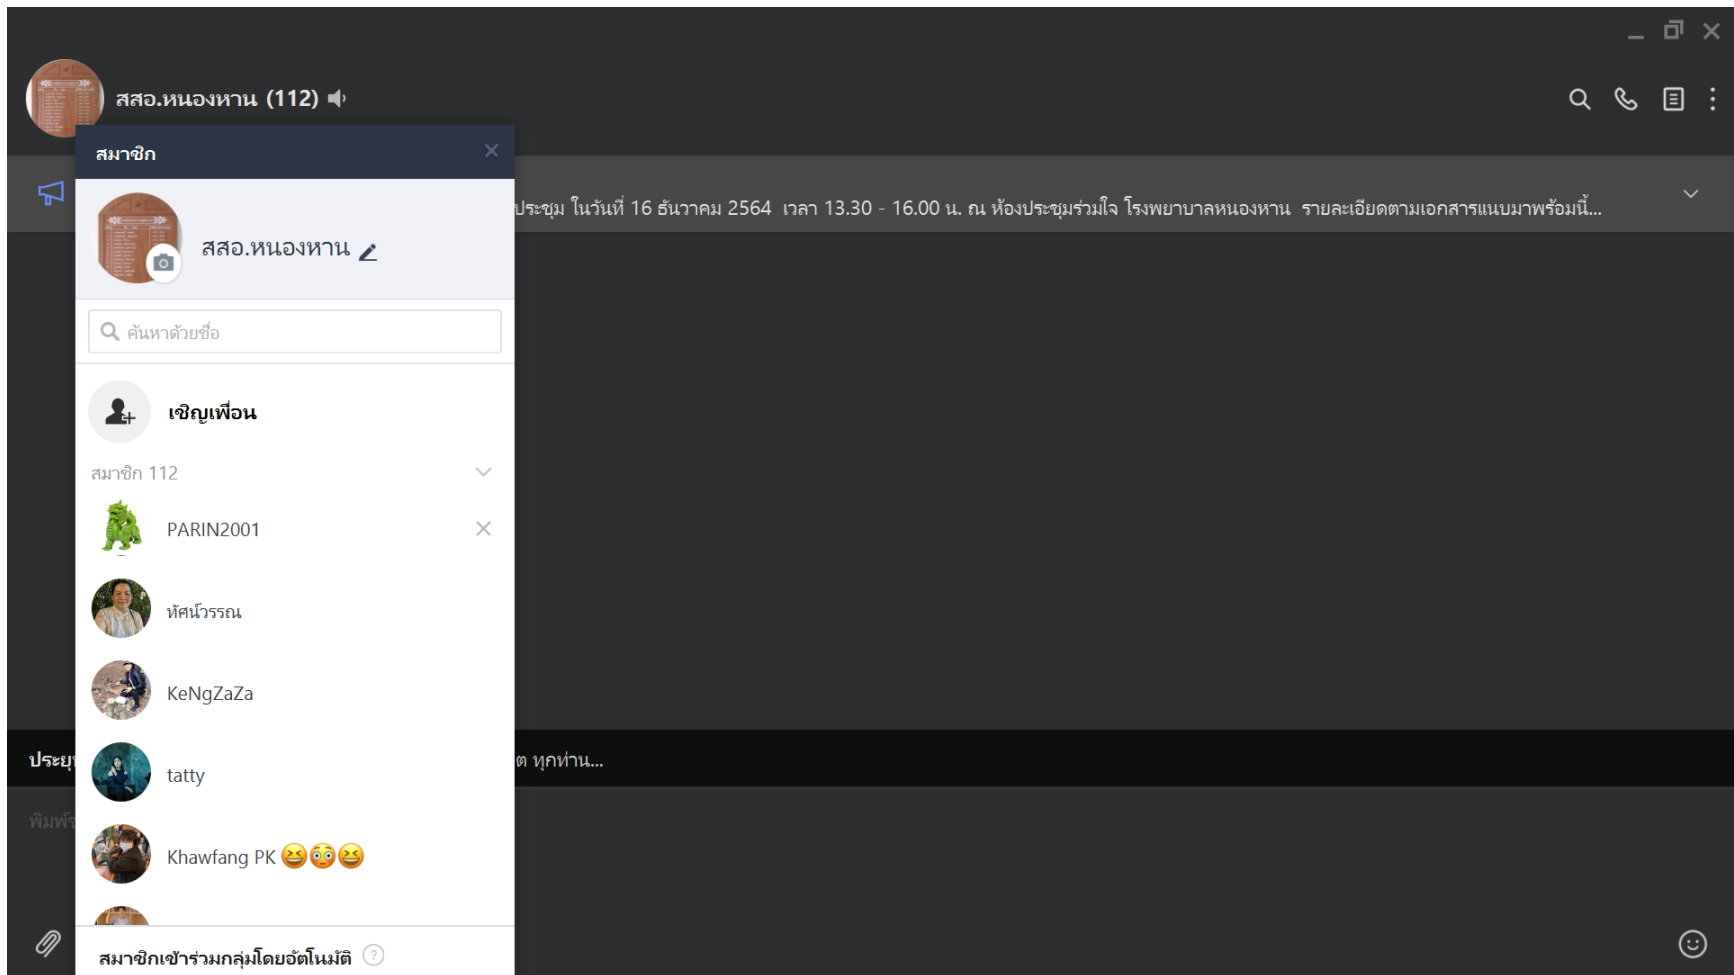 สสอ.หนองหาน (112)
สมาชิก
สสอ.หนองหาน
ประชุม ในวันที่ 16 ธันวาคม 2564 เวลา 13.30 - 16.00 น. ณ ห้องประชุมร่วมใจ โรงพยาบาลหนองหาน รายละเอียดตามเอกสารแนบมาพร้อมนี้...
ค้นหาด้วยชื่อ
เชิญเพื่อน
สมาชิก 112
PARIN2001
ทัศน์วรรณ
KeNgZaZa
ต ทุกท่าน...
tatty
Khawfang PK 😆😳😆
สมาชิกเข้าร่วมกลุ่มโดยอัตโนมัติ